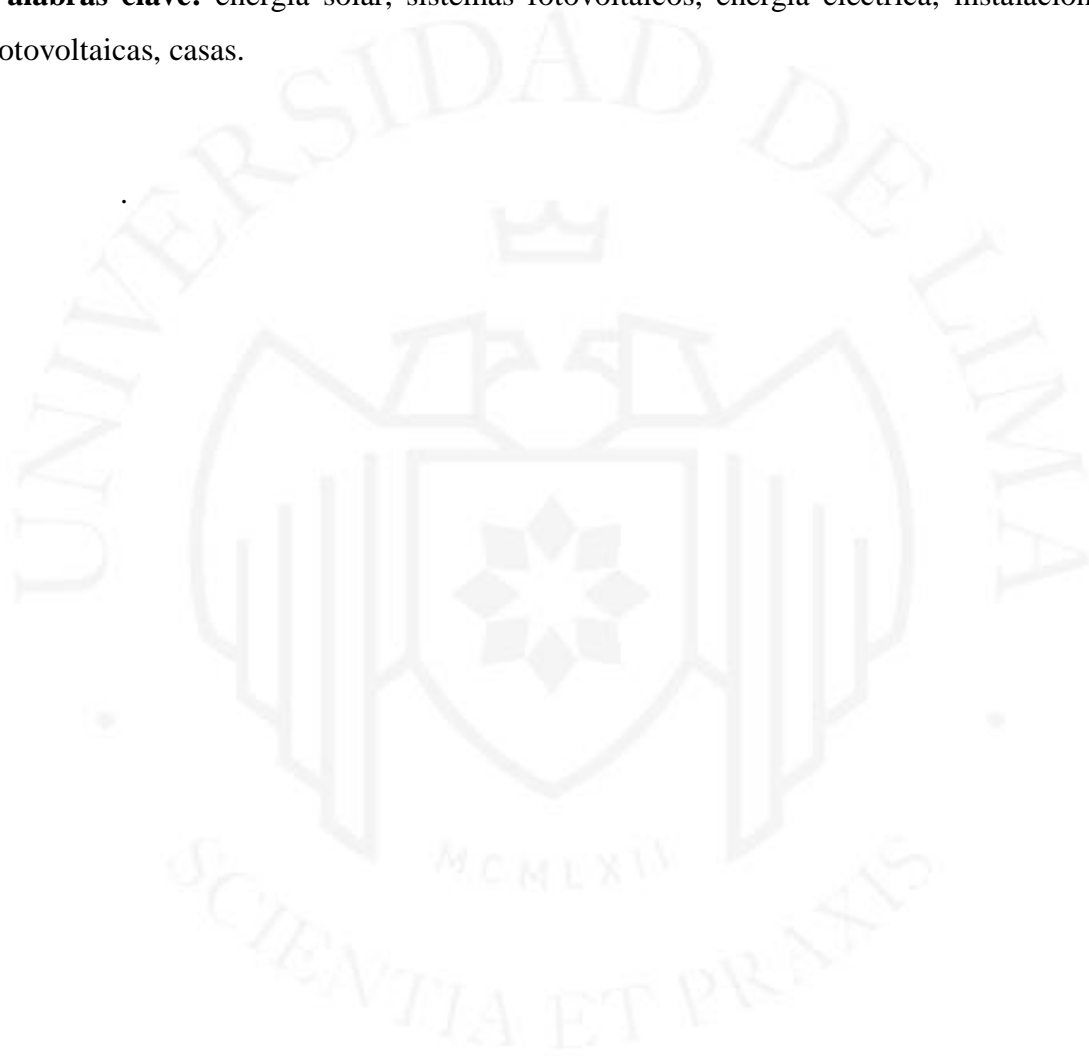 alabras clave: energía solar, sistemas fotovoltaicos, energía eléctrica, instalacion
otovoltaicas, casas.
.
UNIVERSIDAD DE LIMA
MCMLXII
SCIENTIA ET PRAXIS